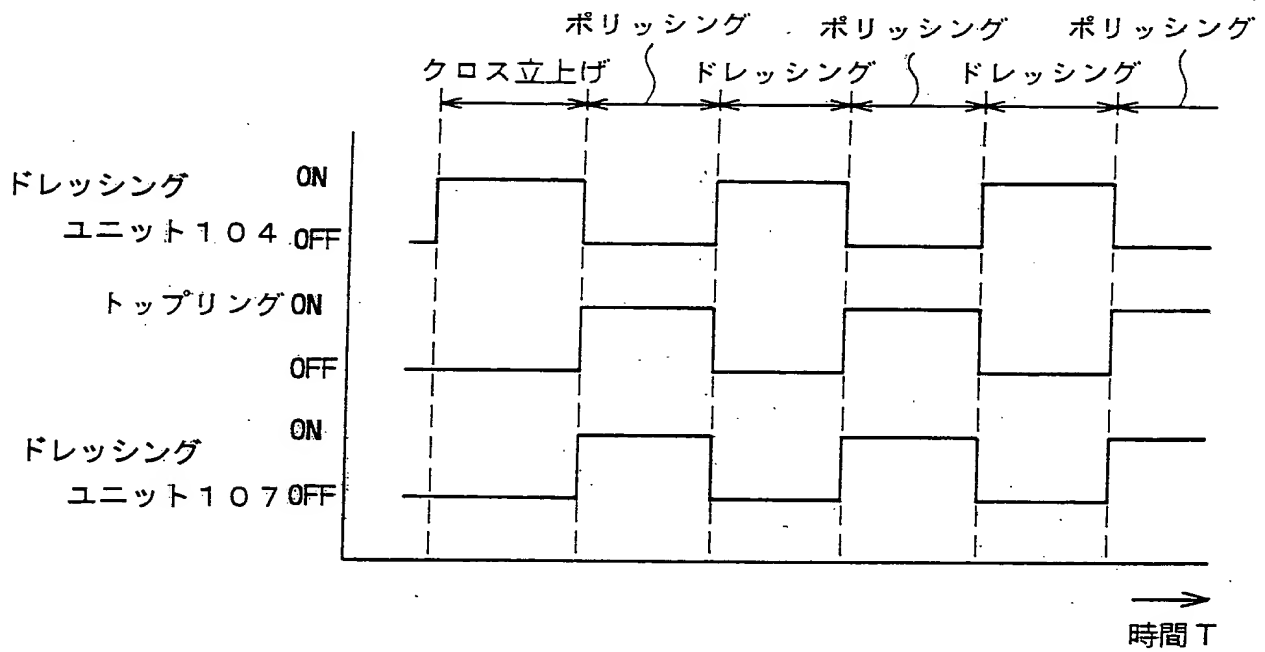 ポリッシング ポリッシング ポリッシング
クロス立上げ ドレッシング ドレッシング
ドレッシング ON
ユニット１０４ OFF
トップリング ON
OFF
ON
ドレッシング
ユニット１０７ OFF
時間Ｔ